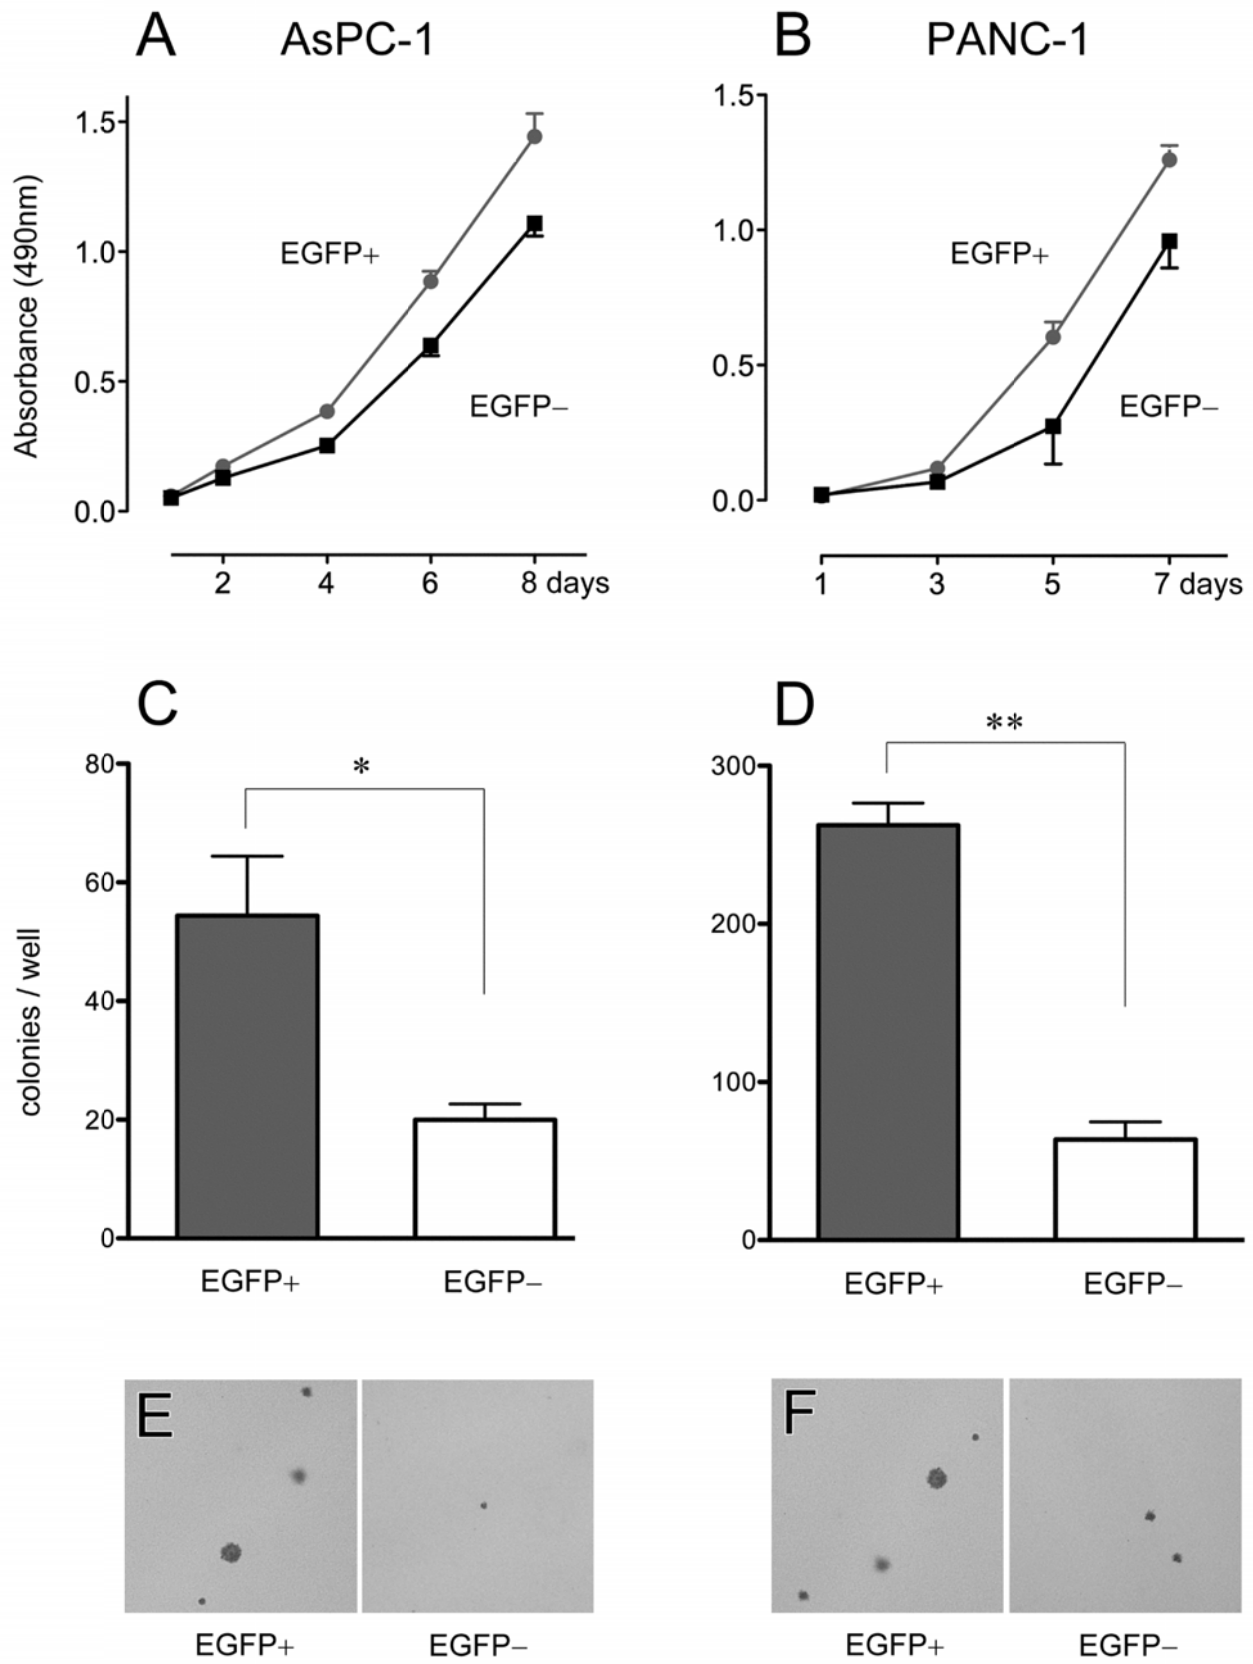 A AsPC-1
B PANC-1
Absorbance (490nm)
1.5
1.0
0.5
0.0
EGFP+
EGFP−
2 4 6 8 days
1.5
1.0
0.5
0.0
EGFP+
EGFP−
1 3 5 7 days
C
colonies / well
80
60
40
20
0
*
EGFP+ EGFP−
D
300
200
100
0
**
EGFP+ EGFP−
E
EGFP+ EGFP−
F
EGFP+ EGFP−